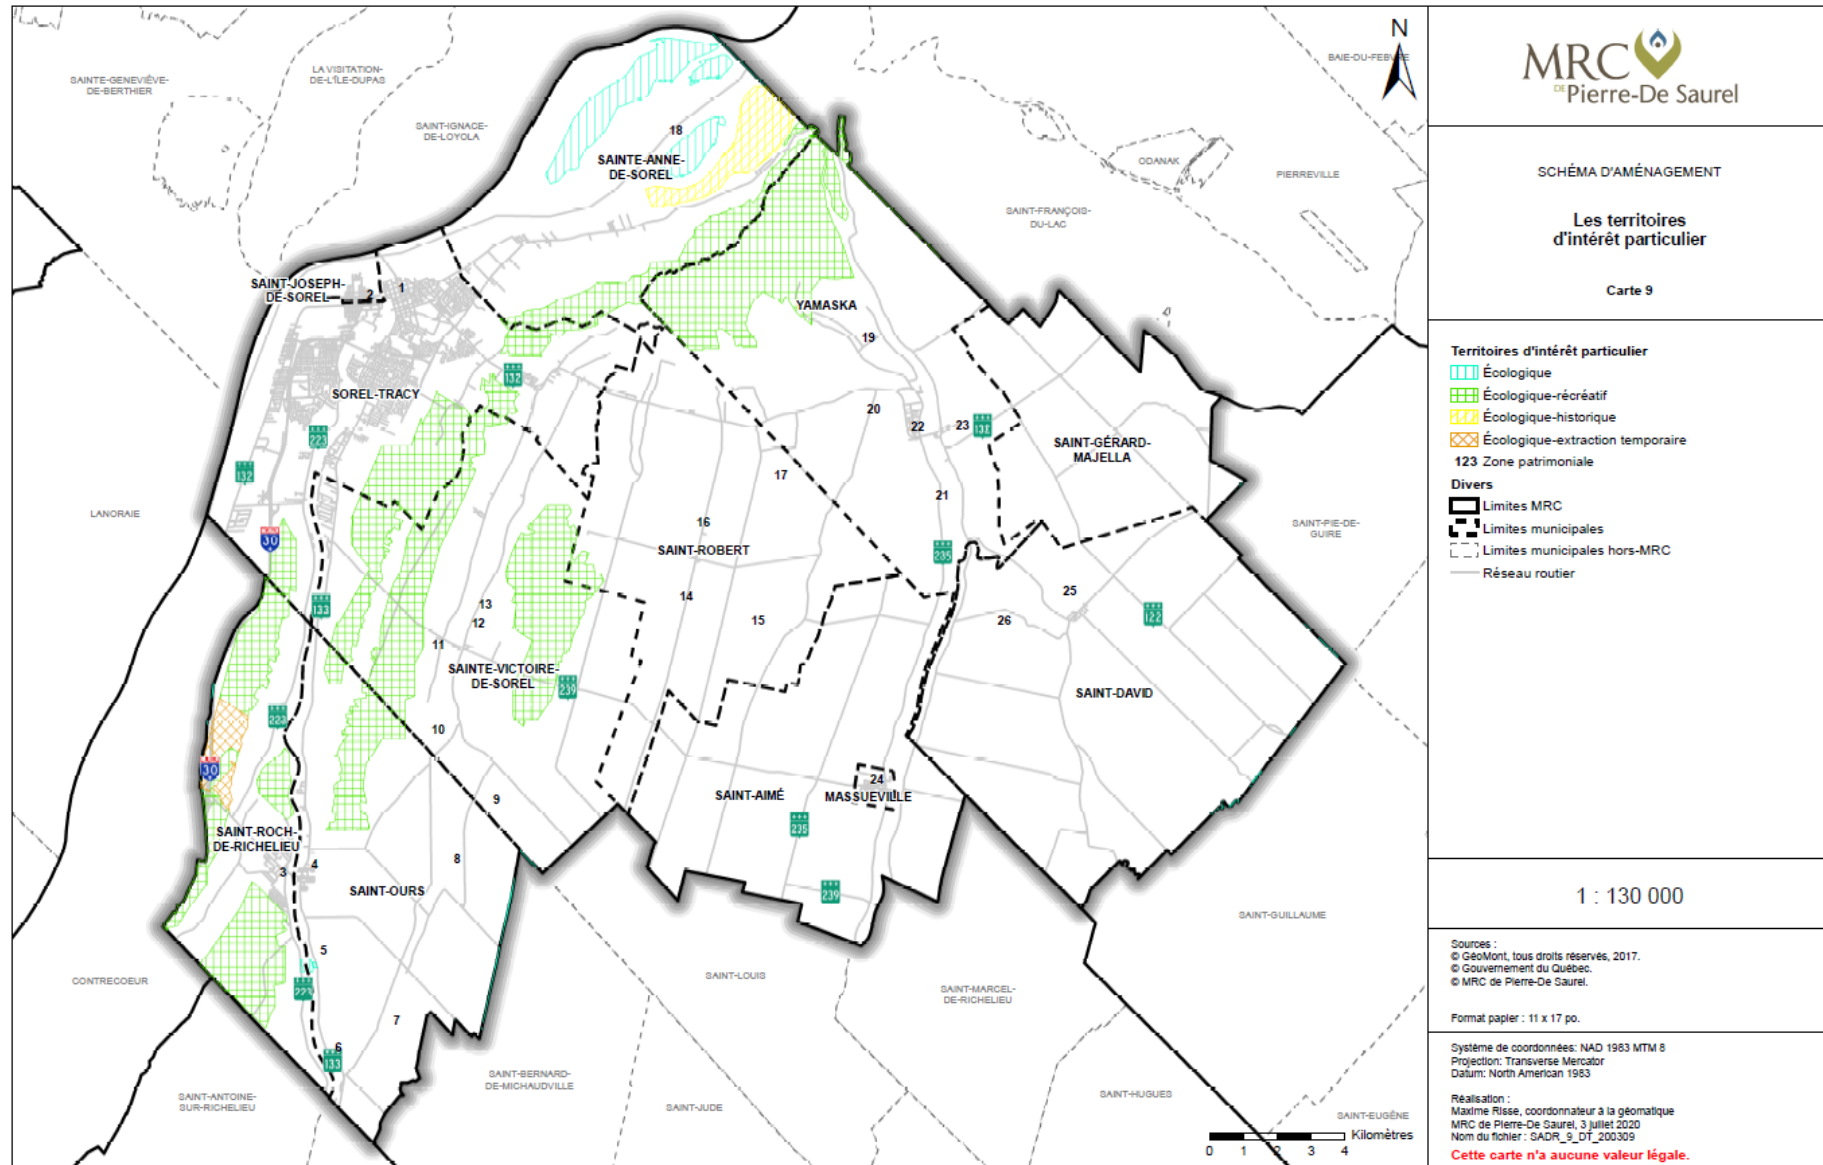 SAINTE-GENEVIÈVE-
DE-BERTHIER
LA VISITATION-
DE-L'ÎLE-DUPAS
SAINT-IGNACE-
DE-LOYOLA
18
SAINTE-ANNE-
DE-SOREL
N
BAIE-DU-FEBVRE
ODANAK
PIERREVILLE
SAINT-FRANÇOIS-
DU-LAC
SAINT-JOSEPH-
DE-SOREL
2
1
YAMASKA
19
132
SOREL-TRACY
20
22
23
132
223
SAINT-GÉRARD-
MAJELLA
132
17
21
LANORAIE
16
SAINT-PIE-DE-
GUIRE
30
SAINT-ROBERT
235
133
13
14
25
12
15
26
122
11
SAINTE-VICTOIRE-
DE-SOREL
239
SAINT-DAVID
223
10
30
24
SAINT-AIMÉ
MASSUEVILLE
9
235
SAINT-ROCH-
DE-RICHELIEU
4
8
3
SAINT-OURS
239
SAINT-GUILLAUME
5
CONTRECOEUR
SAINT-LOUIS
223
SAINT-MARCEL-
DE-RICHELIEU
7
6
133
SAINT-BERNARD-
DE-MICHAUDVILLE
SAINT-ANTOINE-
SUR-RICHELIEU
SAINT-JUDE
SAINT-HUGUES
SAINT-EUGÈNE
Kilomètres
0 1 2 3 4
MRC
DE Pierre-De Saurel
SCHÉMA D'AMÉNAGEMENT
Les territoires
d'intérêt particulier
Carte 9
Territoires d'intérêt particulier
Écologique
Écologique-récréatif
Écologique-historique
Écologique-extraction temporaire
123 Zone patrimoniale
Divers
Limites MRC
Limites municipales
Limites municipales hors-MRC
Réseau routier
1 : 130 000
Sources :
© GéoMont, tous droits réservés, 2017.
© Gouvernement du Québec.
© MRC de Pierre-De Saurel.
Format papier : 11 x 17 po.
Système de coordonnées: NAD 1983 MTM 8
Projection: Transverse Mercator
Datum: North American 1983
Réalisation :
Maxime Risse, coordonnateur à la géomatique
MRC de Pierre-De Saurel, 3 juillet 2020
Nom du fichier : SADR_9_DT_200309
Cette carte n'a aucune valeur légale.